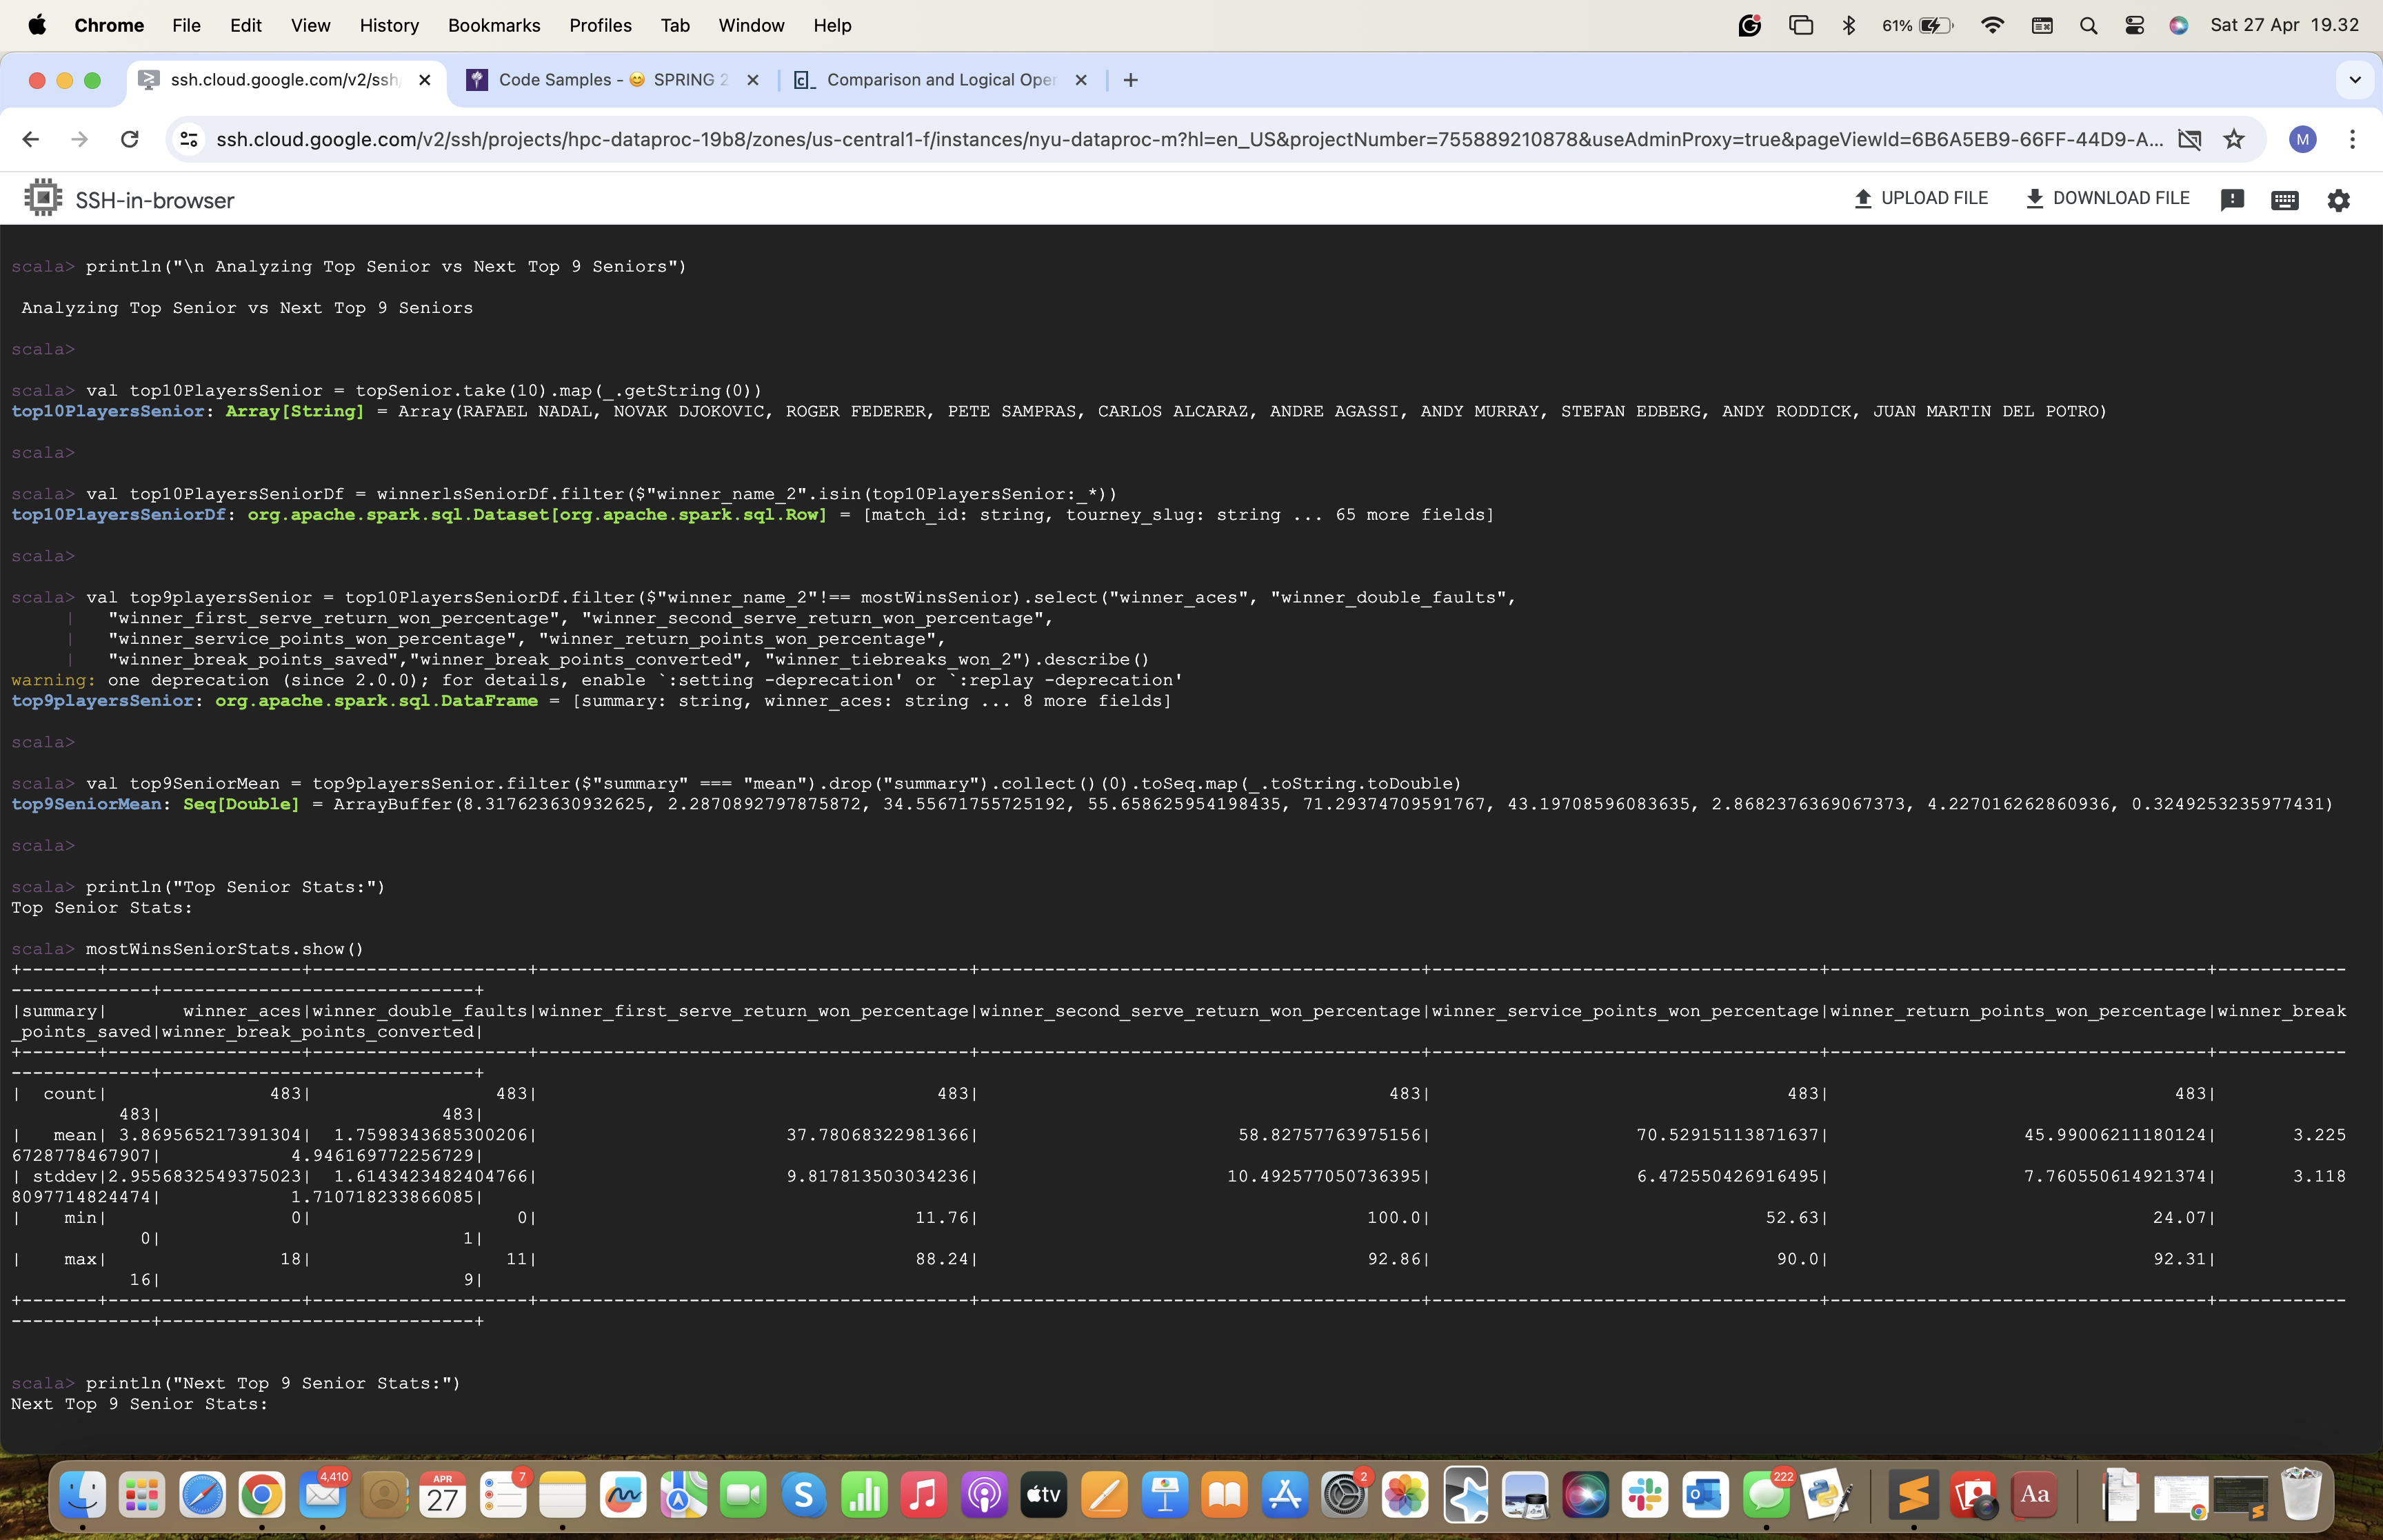 Chrome File Edit View History Bookmarks Profiles Tab Window Help 61% Sat 27 Apr 19.32
ssh.cloud.google.com/v2/ssh/ Code Samples - 😊 SPRING 2 Comparison and Logical Oper
ssh.cloud.google.com/v2/ssh/projects/hpc-dataproc-19b8/zones/us-central1-f/instances/nyu-dataproc-m?hl=en_US&projectNumber=755889210878&useAdminProxy=true&pageViewId=6B6A5EB9-66FF-44D9-A... M
SSH-in-browser UPLOAD FILE DOWNLOAD FILE
scala> println("\n Analyzing Top Senior vs Next Top 9 Seniors")
Analyzing Top Senior vs Next Top 9 Seniors
scala>
scala> val top10PlayersSenior = topSenior.take(10).map(_.getString(0))
top10PlayersSenior: Array[String] = Array(RAFAEL NADAL, NOVAK DJOKOVIC, ROGER FEDERER, PETE SAMPRAS, CARLOS ALCARAZ, ANDRE AGASSI, ANDY MURRAY, STEFAN EDBERG, ANDY RODDICK, JUAN MARTIN DEL POTRO)
scala>
scala> val top10PlayersSeniorDf = winnerlsSeniorDf.filter($"winner_name_2".isin(top10PlayersSenior:_*))
top10PlayersSeniorDf: org.apache.spark.sql.Dataset[org.apache.spark.sql.Row] = [match_id: string, tourney_slug: string ... 65 more fields]
scala>
scala> val top9playersSenior = top10PlayersSeniorDf.filter($"winner_name_2"!== mostWinsSenior).select("winner_aces", "winner_double_faults",
| "winner_first_serve_return_won_percentage", "winner_second_serve_return_won_percentage",
| "winner_service_points_won_percentage", "winner_return_points_won_percentage",
| "winner_break_points_saved","winner_break_points_converted", "winner_tiebreaks_won_2").describe()
warning: one deprecation (since 2.0.0); for details, enable `:setting -deprecation' or `:replay -deprecation'
top9playersSenior: org.apache.spark.sql.DataFrame = [summary: string, winner_aces: string ... 8 more fields]
scala>
scala> val top9SeniorMean = top9playersSenior.filter($"summary" === "mean").drop("summary").collect()(0).toSeq.map(_.toString.toDouble)
top9SeniorMean: Seq[Double] = ArrayBuffer(8.317623630932625, 2.2870892797875872, 34.55671755725192, 55.658625954198435, 71.29374709591767, 43.19708596083635, 2.8682376369067373, 4.227016262860936, 0.3249253235977431)
scala>
scala> println("Top Senior Stats:")
Top Senior Stats:
scala> mostWinsSeniorStats.show()
+-------+------------------+--------------------+----------------------------------------+-----------------------------------------+------------------------------------+-----------------------------------+------------
-------------+-----------------------------+
|summary| winner_aces|winner_double_faults|winner_first_serve_return_won_percentage|winner_second_serve_return_won_percentage|winner_service_points_won_percentage|winner_return_points_won_percentage|winner_break
_points_saved|winner_break_points_converted|
+-------+------------------+--------------------+----------------------------------------+-----------------------------------------+------------------------------------+-----------------------------------+------------
-------------+-----------------------------+
| count| 483| 483| 483| 483| 483| 483|
483| 483|
| mean| 3.869565217391304| 1.7598343685300206| 37.78068322981366| 58.82757763975156| 70.52915113871637| 45.99006211180124| 3.225
6728778467907| 4.946169772256729|
| stddev|2.9556832549375023| 1.6143423482404766| 9.817813503034236| 10.492577050736395| 6.472550426916495| 7.760550614921374| 3.118
8097714824474| 1.710718233866085|
| min| 0| 0| 11.76| 100.0| 52.63| 24.07|
0| 1|
| max| 18| 11| 88.24| 92.86| 90.0| 92.31|
16| 9|
+-------+------------------+--------------------+----------------------------------------+-----------------------------------------+------------------------------------+-----------------------------------+------------
-------------+-----------------------------+
scala> println("Next Top 9 Senior Stats:")
Next Top 9 Senior Stats:
4,410 APR 27 7 tv 2 222 Aa